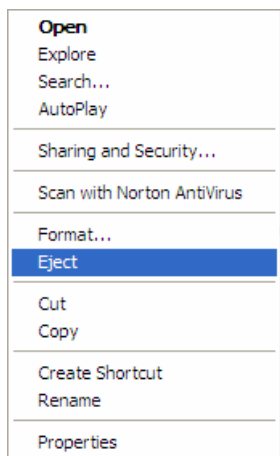 Open
Explore
Search...
AutoPlay
Sharing and Security...
Scan with Norton AntiVirus
Format...
Eject
Cut
Copy
Create Shortcut
Rename
Properties